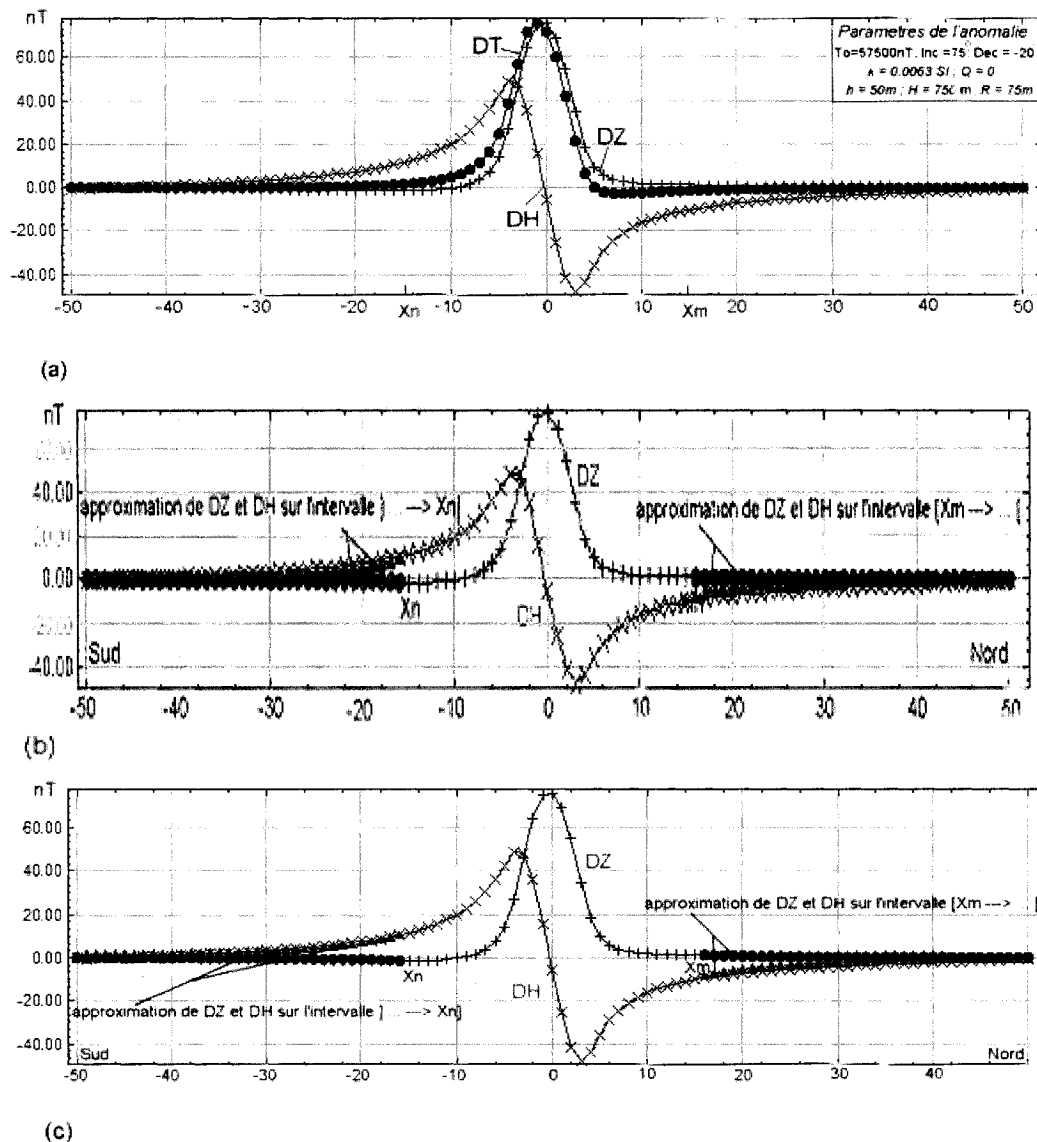 nT
60.00
40.00
20.00
0.00
-20.00
-40.00
DT
DZ
DH
Parametres de l'anomalie
To=57500nT. Inc =75° Dec = -20
k = 0.0063 SI ; Q = 0
h = 50m ; H = 750 m R = 75m
-50 -40 -30 -20 -10 0 10 20 30 40 50
Xn Xm
(a)
nT
40.00
20.00
0.00
-20.00
-40.00
approximation de DZ et DH sur l'intervalle ] ... ---> Xn]
DZ
approximation de DZ et DH sur l'intervalle [Xm ---> ... [
Xn
DH
Sud Nord
-50 -40 -30 -20 -10 0 10 20 30 40 50
(b)
nT
60.00
40.00
20.00
0.00
-20.00
-40.00
DZ
approximation de DZ et DH sur l'intervalle [Xm ---> ... [
Xn Xm
DH
approximation de DZ et DH sur l'intervalle ] ... ---> Xn]
Sud Nord
-50 -40 -30 -20 -10 0 10 20 30 40 50
(c)